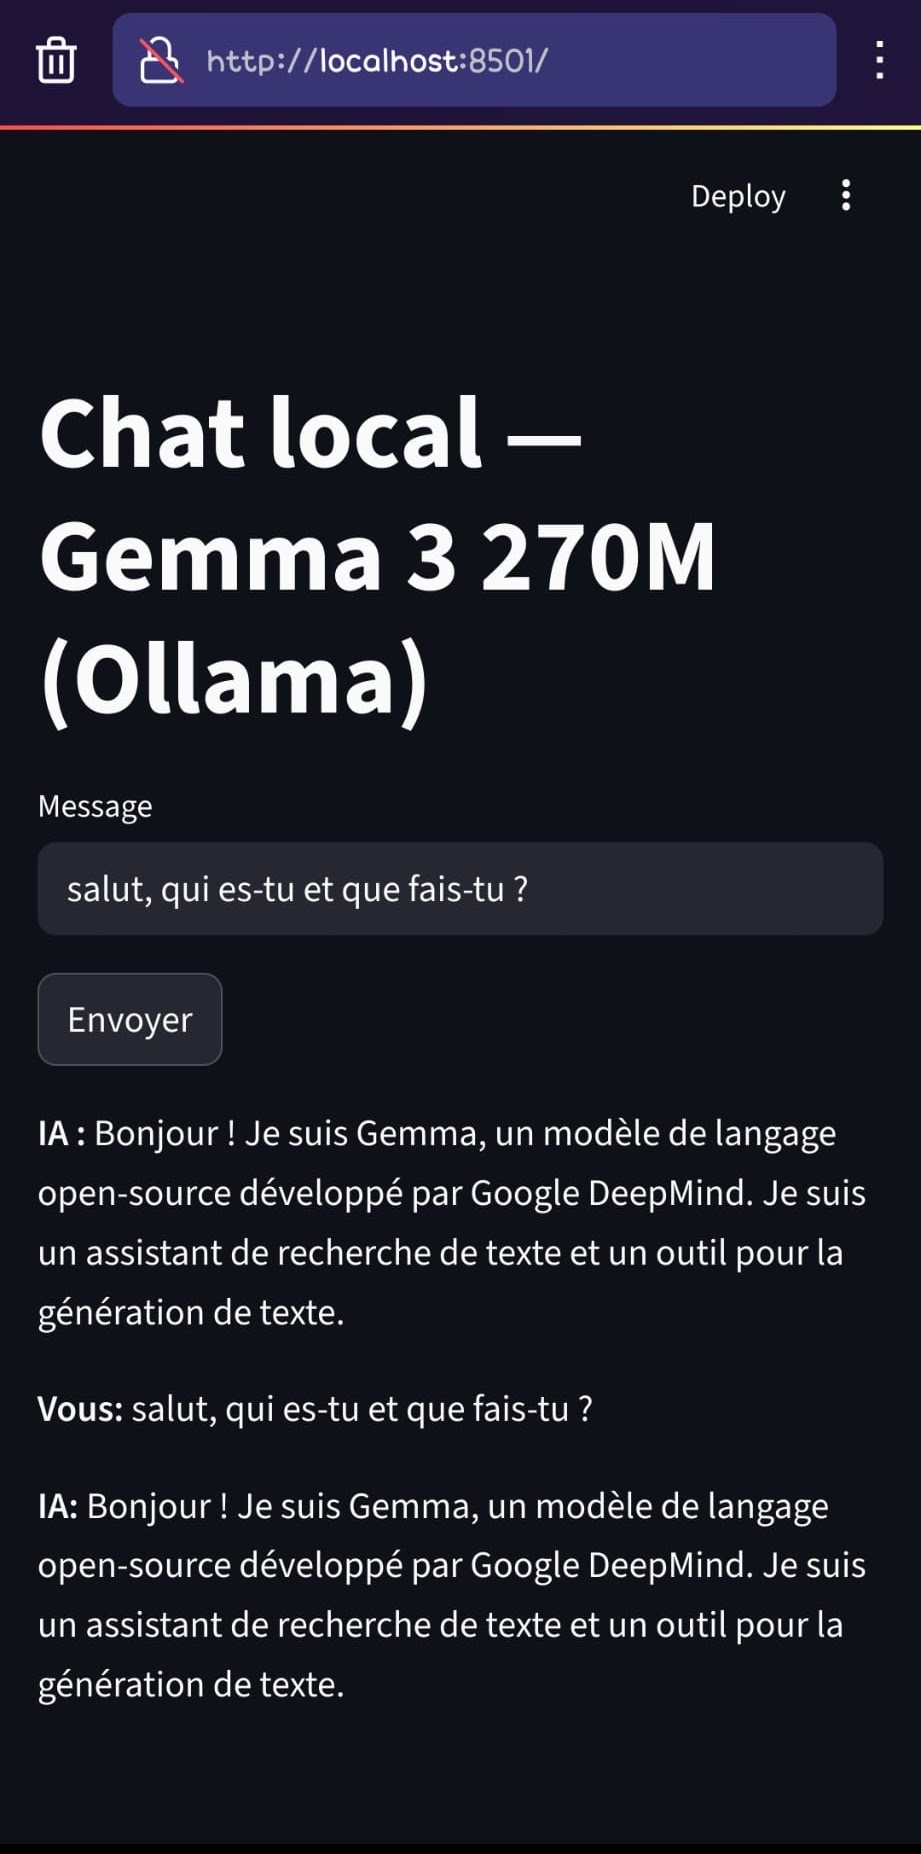 http://localhost:8501/
Deploy
Chat local —
Gemma 3 270M
(Ollama)
Message
salut, qui es-tu et que fais-tu ?
Envoyer
IA : Bonjour ! Je suis Gemma, un modèle de langage
open-source développé par Google DeepMind. Je suis
un assistant de recherche de texte et un outil pour la
génération de texte.
Vous: salut, qui es-tu et que fais-tu ?
IA: Bonjour ! Je suis Gemma, un modèle de langage
open-source développé par Google DeepMind. Je suis
un assistant de recherche de texte et un outil pour la
génération de texte.